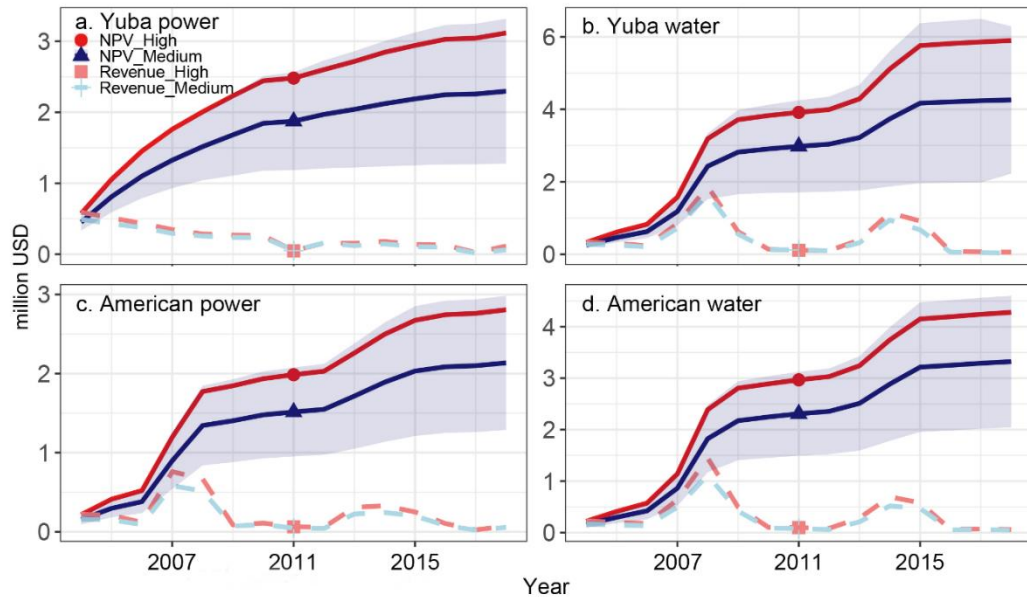 a. Yuba power
NPV_High
NPV_Medium
Revenue_High
Revenue_Medium
3
2
1
0
b. Yuba water
6
4
2
0
c. American power
3
2
1
0
2007
2011
2015
d. American water
4
3
2
1
0
2007
2011
2015
million USD
Year